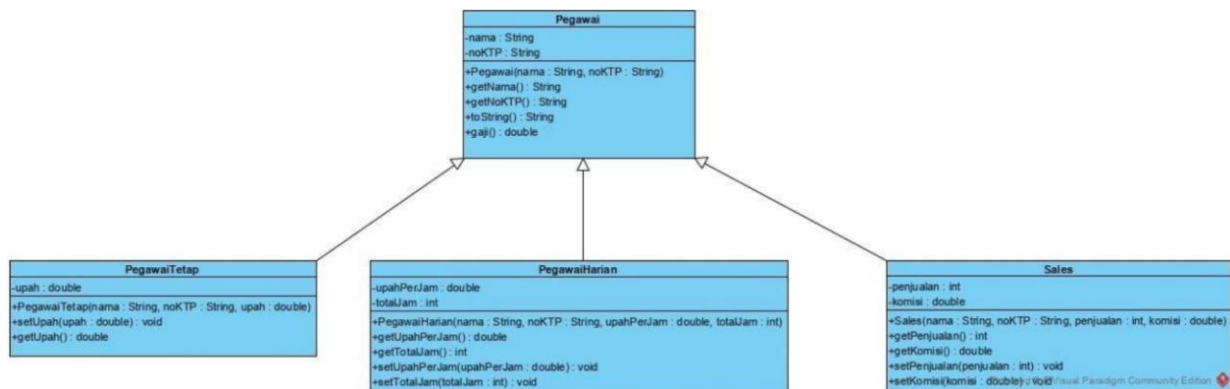 Pegawai
-nama : String
-noKTP : String
+Pegawai(nama : String, noKTP : String)
+getNama() : String
+getNoKTP() : String
+toString() : String
+gaji() : double
PegawaiTetap
-upah : double
+PegawaiTetap(nama : String, noKTP : String, upah : double)
+setUpah(upah : double) : void
+getUpah() : double
PegawaiHarian
-upahPerJam : double
-totalJam : int
+PegawaiHarian(nama : String, noKTP : String, upahPerJam : double, totalJam : int)
+getUpahPerJam() : double
+getTotalJam() : int
+setUpahPerJam(upahPerJam : double) : void
+setTotalJam(totalJam : int) : void
Sales
-penjualan : int
-komisi : double
+Sales(nama : String, noKTP : String, penjualan : int, komisi : double)
+getPenjualan() : int
+getKomisi() : double
+setPenjualan(penjualan : int) : void
+setKomisi(komisi : double) : void
Visual Paradigm Community Edition